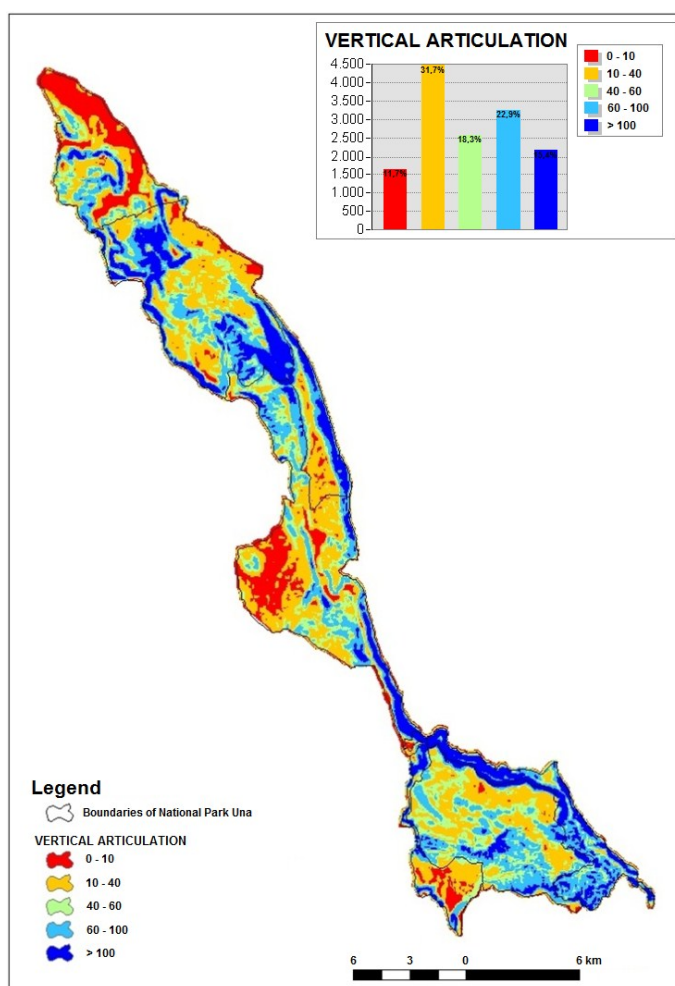 VERTICAL ARTICULATION
4.500
4.000
3.500
3.000
2.500
2.000
1.500
1.000
500
0
11,7%
31,7%
18,3%
22,9%
0 - 10
10 - 40
40 - 60
60 - 100
> 100
Legend
Boundaries of National Park Una
VERTICAL ARTICULATION
0 - 10
10 - 40
40 - 60
60 - 100
> 100
6 3 0 6 km